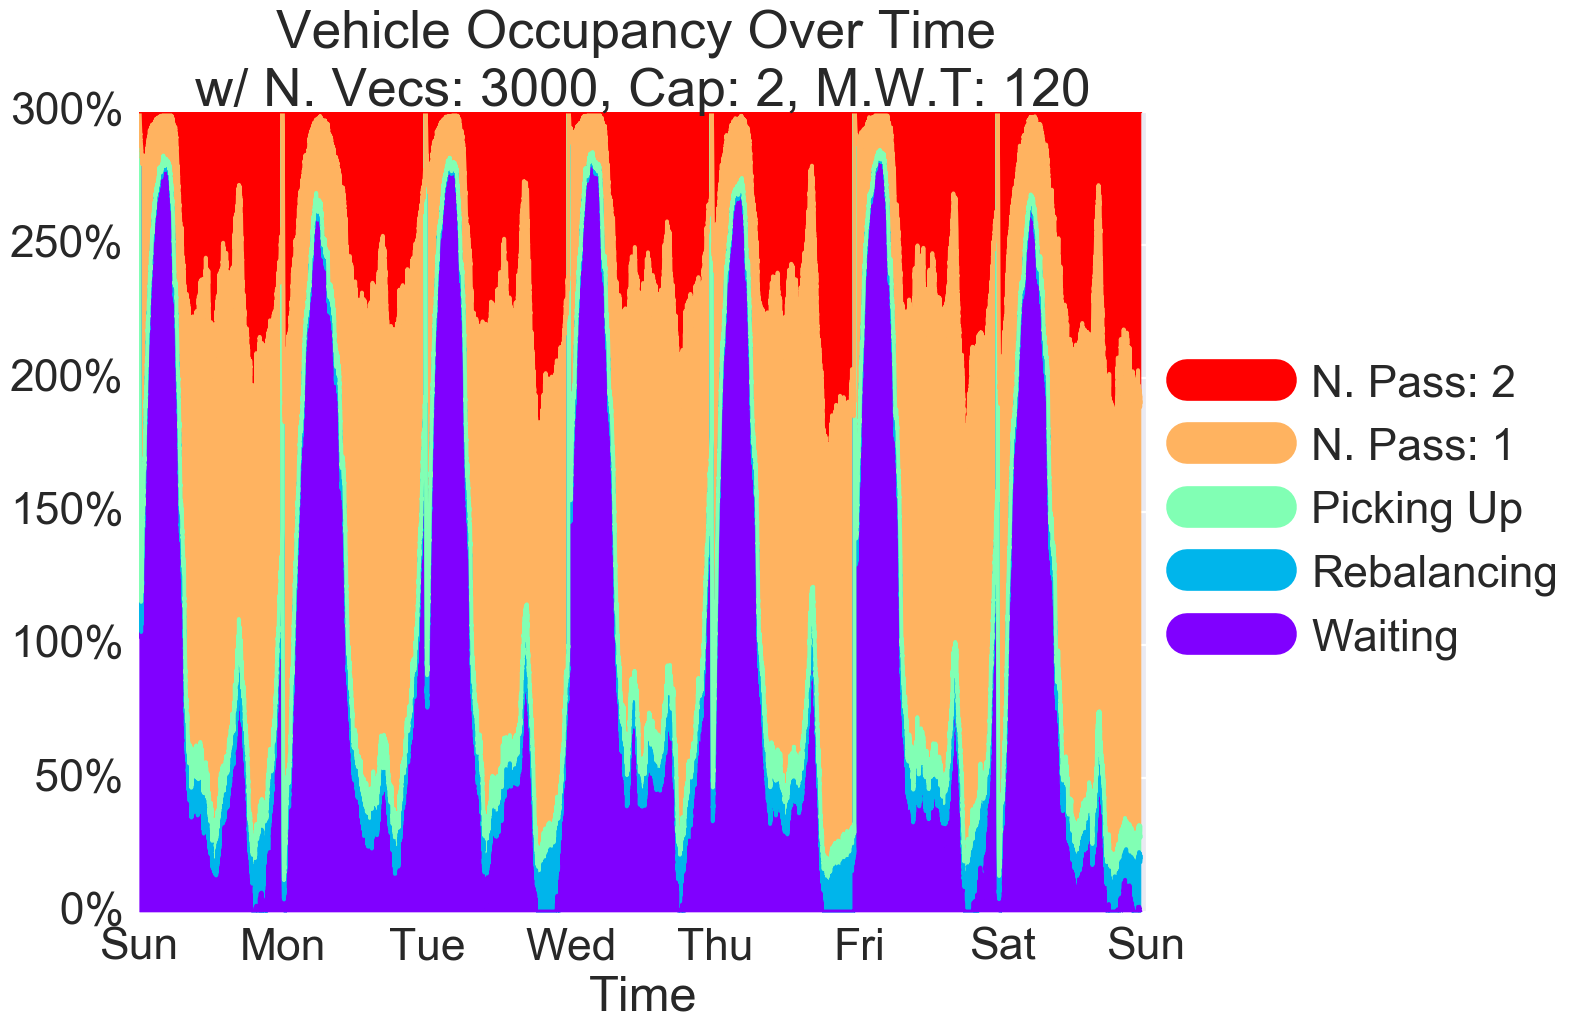 Vehicle Occupancy Over Time
w/ N. Vecs: 3000, Cap: 2, M.W.T: 120
300%
250%
200%
150%
100%
50%
0%
Sun Mon Tue Wed Thu Fri Sat Sun
Time
N. Pass: 2
N. Pass: 1
Picking Up
Rebalancing
Waiting